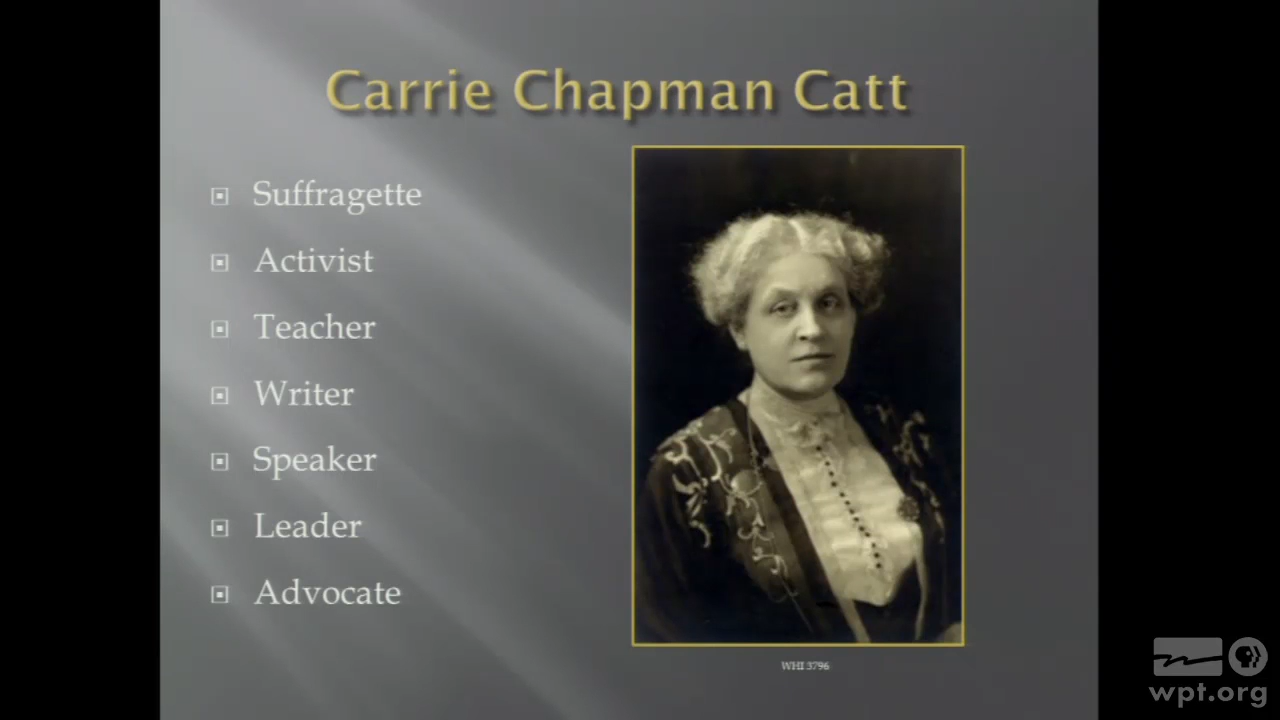 Carrie Chapman Catt
Suffragette
Activist
Teacher
Writer
Speaker
Leader
Advocate
WHI 3796
wpt.org